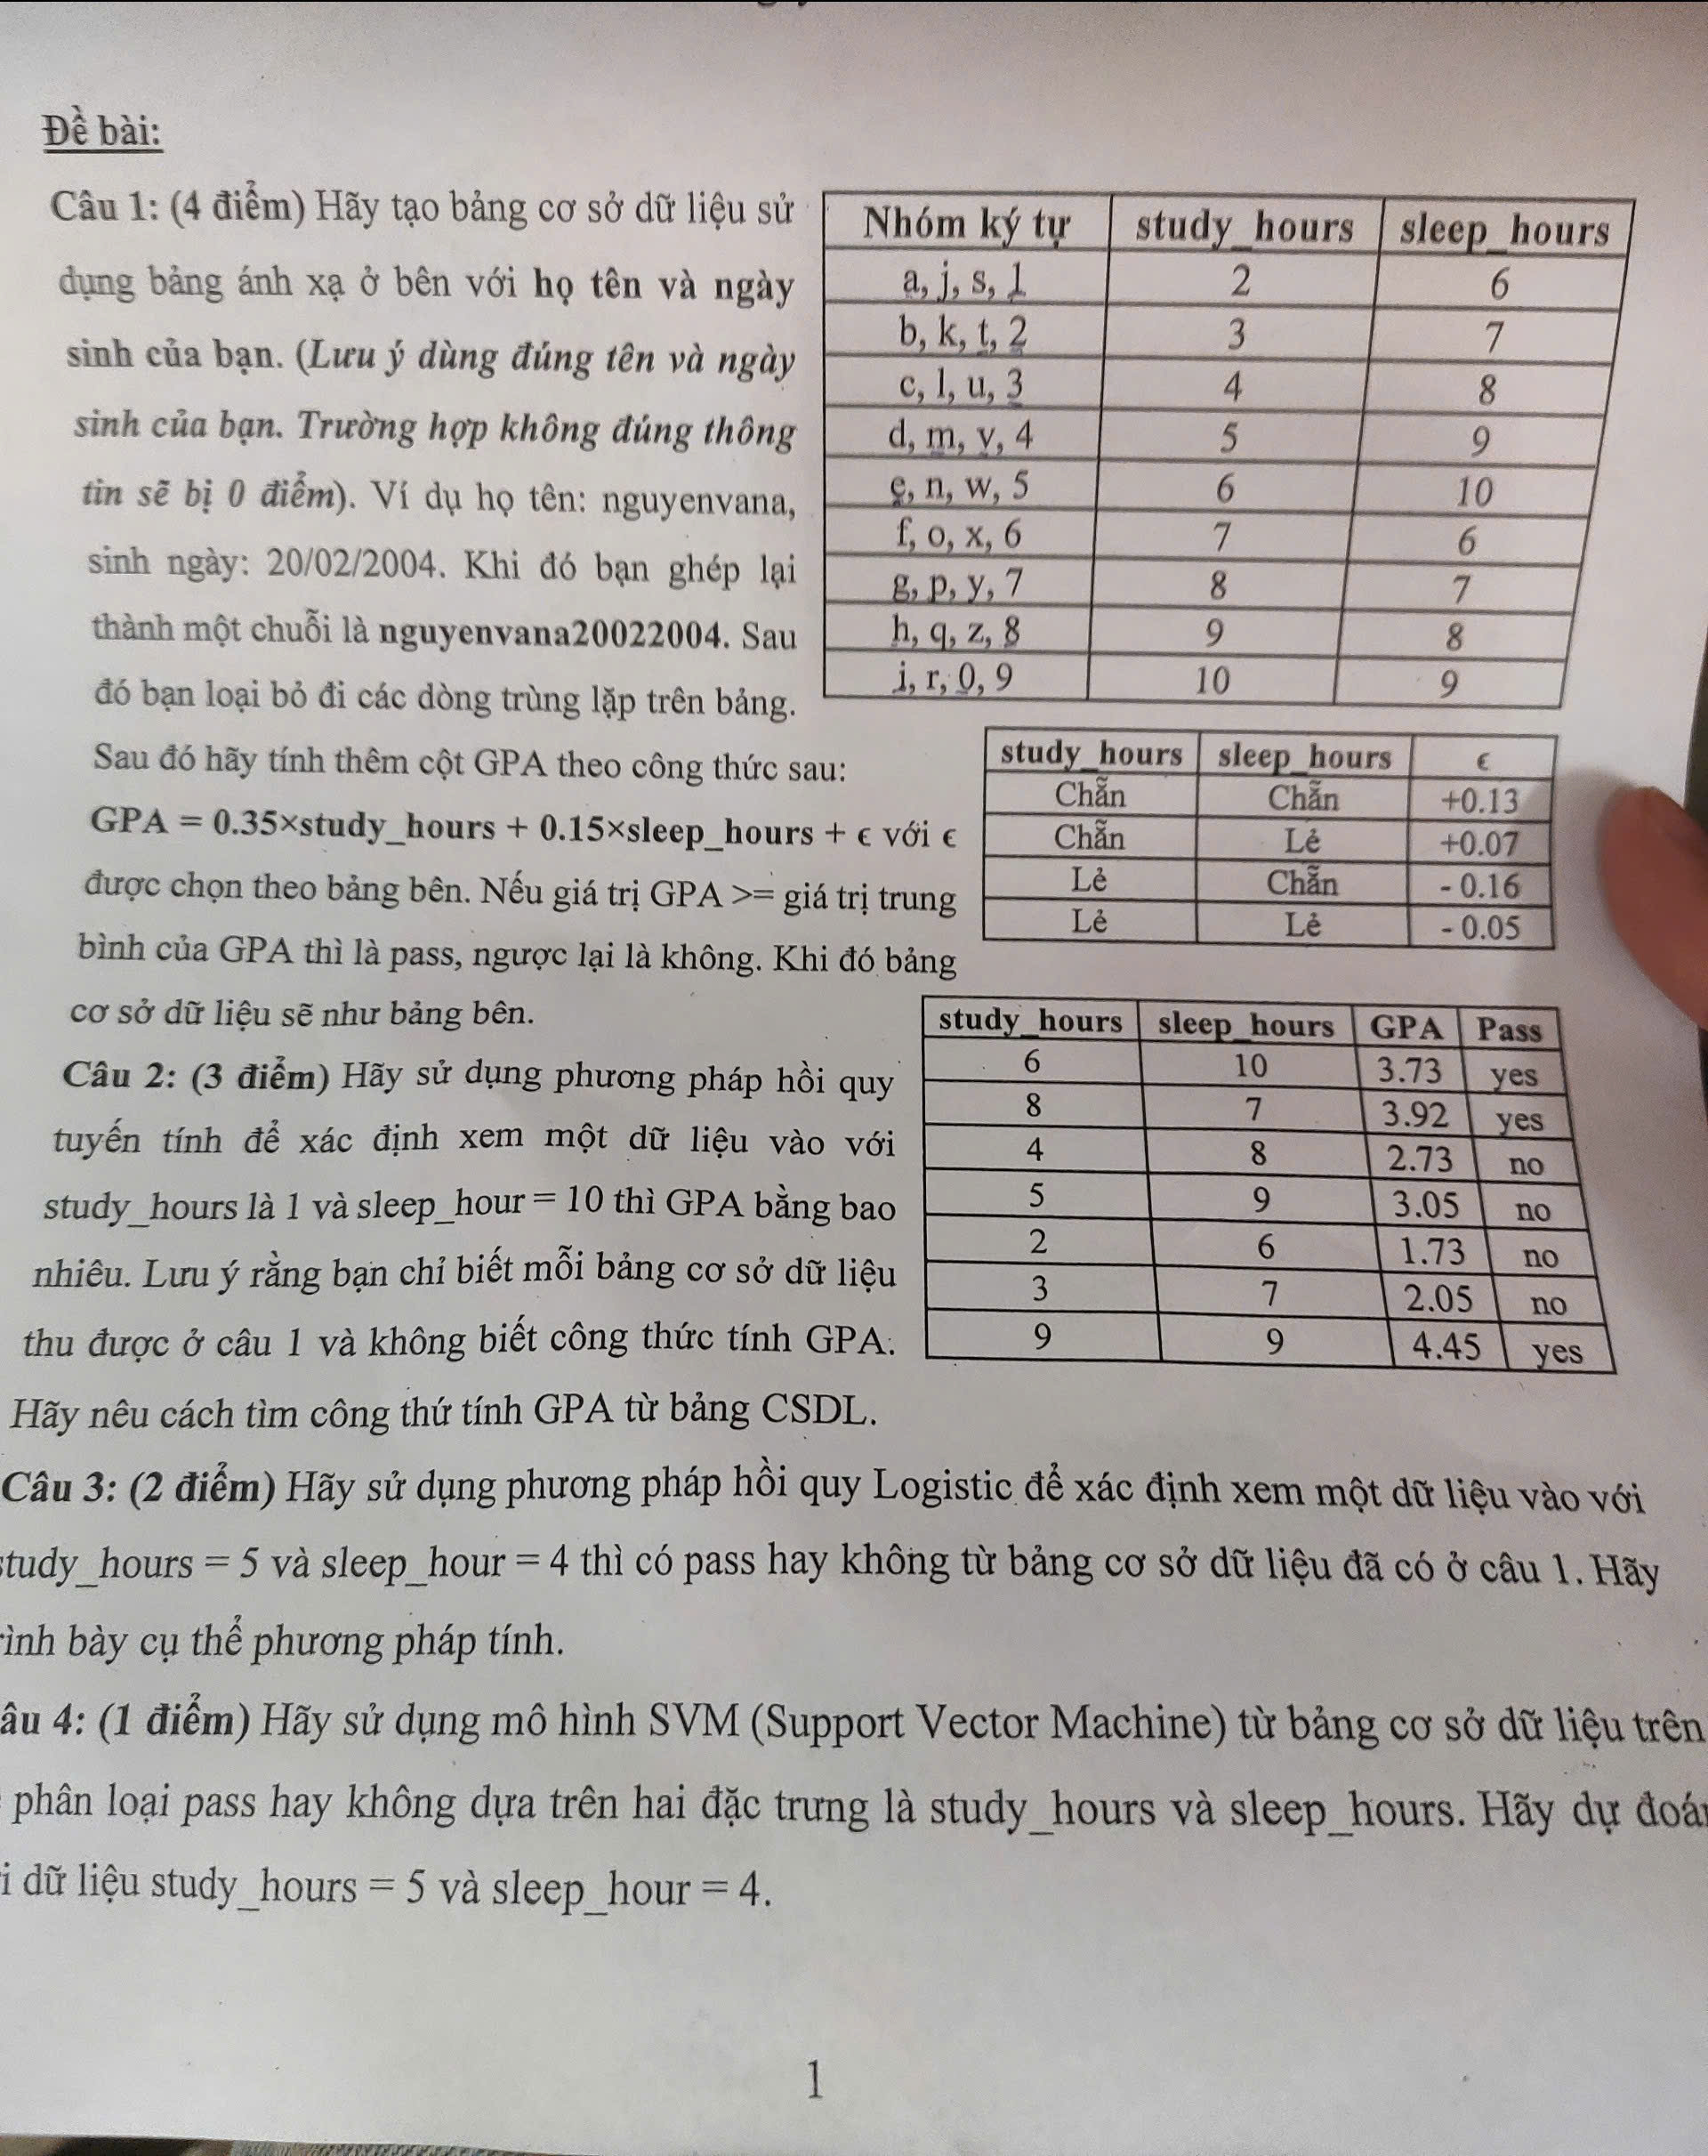 Đề bài:
Câu 1: (4 điểm) Hãy tạo bảng cơ sở dữ liệu sử
dụng bảng ánh xạ ở bên với họ tên và ngày
sinh của bạn. (Lưu ý dùng đúng tên và ngày
sinh của bạn. Trường hợp không đúng thông
tin sẽ bị 0 điểm). Ví dụ họ tên: nguyenvana,
sinh ngày: 20/02/2004. Khi đó bạn ghép lại
thành một chuỗi là nguyenvana20022004. Sau
đó bạn loại bỏ đi các dòng trùng lặp trên bảng.
Nhóm ký tự study_hours sleep_hours
a, j, s, 1 2 6
b, k, t, 2 3 7
c, l, u, 3 4 8
d, m, v, 4 5 9
e, n, w, 5 6 10
f, o, x, 6 7 6
g, p, y, 7 8 7
h, q, z, 8 9 8
i, r, 0, 9 10 9
Sau đó hãy tính thêm cột GPA theo công thức sau:
GPA = 0.35×study_hours + 0.15×sleep_hours + ϵ với ϵ
được chọn theo bảng bên. Nếu giá trị GPA >= giá trị trung
bình của GPA thì là pass, ngược lại là không. Khi đó bảng
cơ sở dữ liệu sẽ như bảng bên.
study_hours sleep_hours ϵ
Chẵn Chẵn +0.13
Chẵn Lẻ +0.07
Lẻ Chẵn - 0.16
Lẻ Lẻ - 0.05
Câu 2: (3 điểm) Hãy sử dụng phương pháp hồi quy
tuyến tính để xác định xem một dữ liệu vào với
study_hours là 1 và sleep_hour = 10 thì GPA bằng bao
nhiêu. Lưu ý rằng bạn chỉ biết mỗi bảng cơ sở dữ liệu
thu được ở câu 1 và không biết công thức tính GPA.
Hãy nêu cách tìm công thứ tính GPA từ bảng CSDL.
study_hours sleep_hours GPA Pass
6 10 3.73 yes
8 7 3.92 yes
4 8 2.73 no
5 9 3.05 no
2 6 1.73 no
3 7 2.05 no
9 9 4.45 yes
Câu 3: (2 điểm) Hãy sử dụng phương pháp hồi quy Logistic để xác định xem một dữ liệu vào với
study_hours = 5 và sleep_hour = 4 thì có pass hay không từ bảng cơ sở dữ liệu đã có ở câu 1. Hãy
rình bày cụ thể phương pháp tính.
âu 4: (1 điểm) Hãy sử dụng mô hình SVM (Support Vector Machine) từ bảng cơ sở dữ liệu trên
phân loại pass hay không dựa trên hai đặc trưng là study_hours và sleep_hours. Hãy dự đoán
i dữ liệu study_hours = 5 và sleep_hour = 4.
1